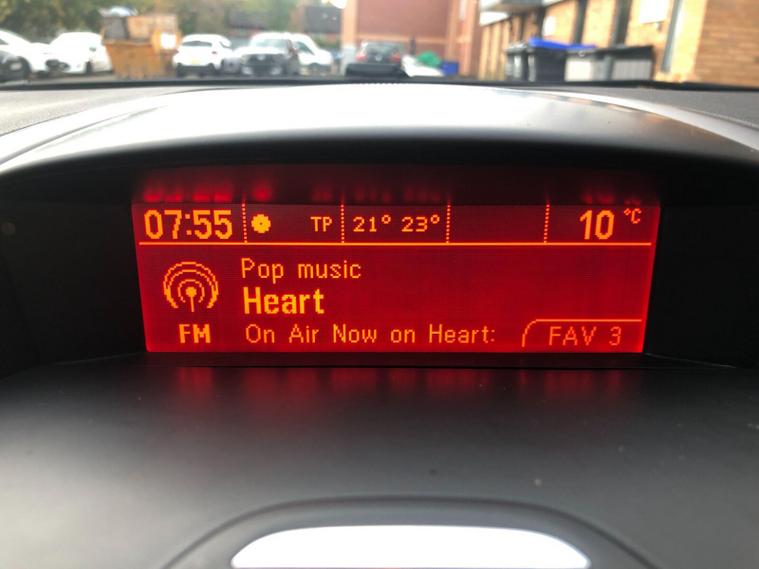 07:55 TP 21° 23° 10 °C
Pop music
Heart
FM On Air Now on Heart: FAV 3